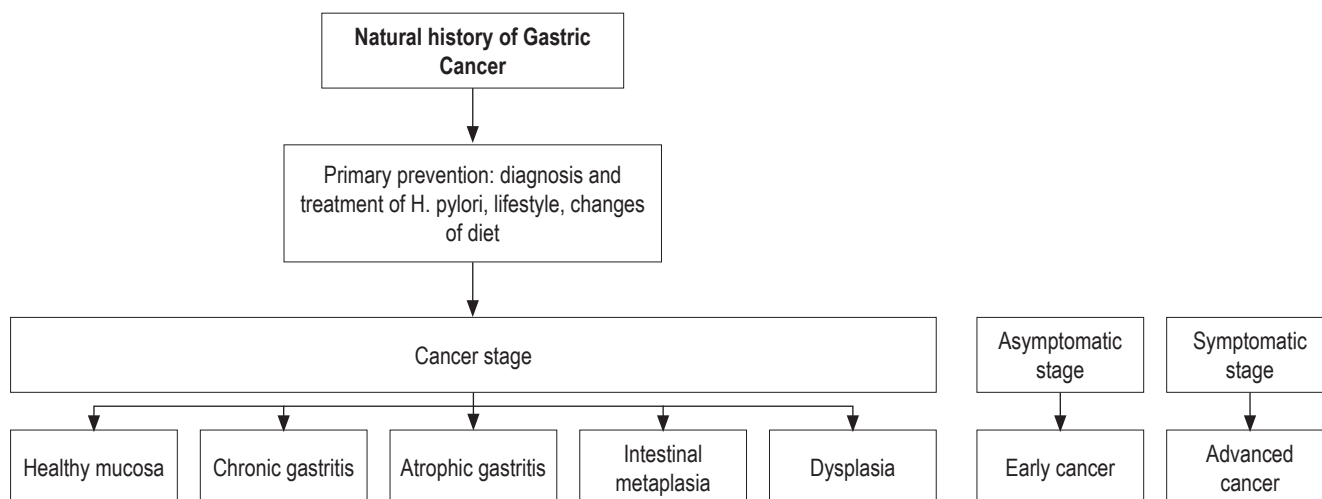 Natural history of Gastric
Cancer
Primary prevention: diagnosis and
treatment of H. pylori, lifestyle, changes
of diet
Cancer stage
Asymptomatic
stage
Symptomatic
stage
Healthy mucosa
Chronic gastritis
Atrophic gastritis
Intestinal
metaplasia
Dysplasia
Early cancer
Advanced
cancer